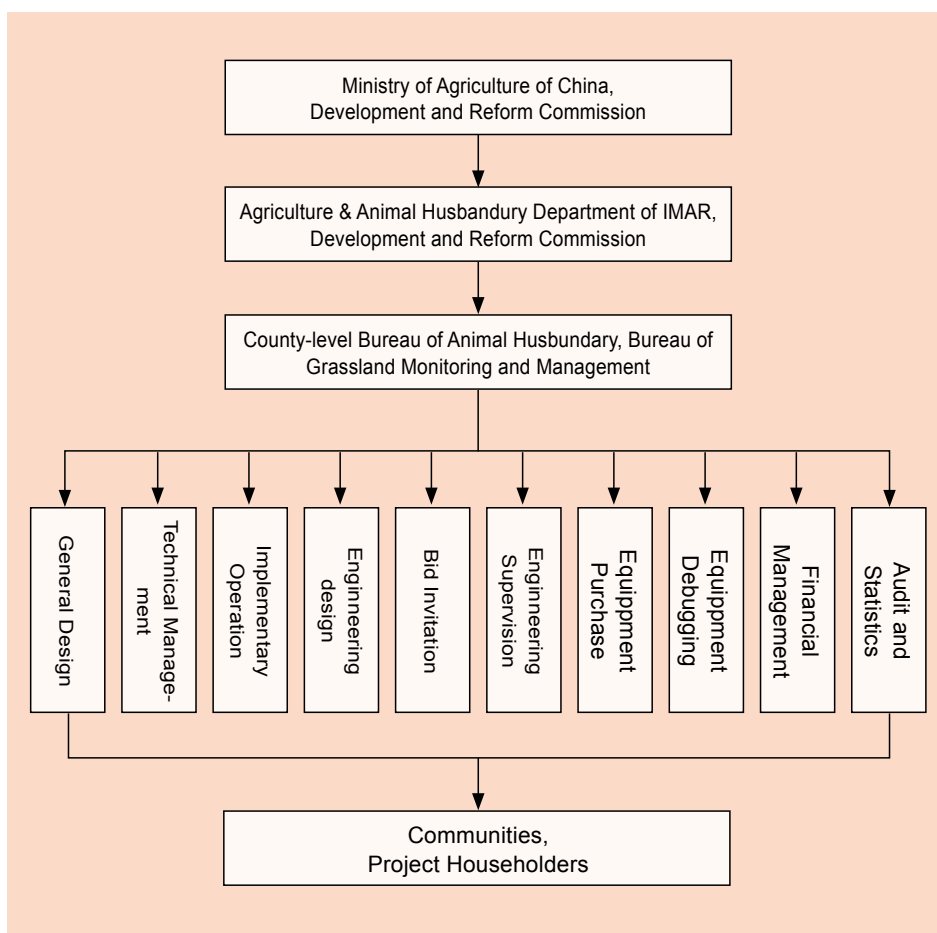 Ministry of Agriculture of China,
Development and Reform Commission
Agriculture & Animal Husbandury Department of IMAR,
Development and Reform Commission
County-level Bureau of Animal Husbundary, Bureau of
Grassland Monitoring and Management
General Design
Technical Manage-
ment
Implementary
Operation
Enginneering
design
Bid Invitation
Enginneering
Supervision
Equippment
Purchase
Equippment
Debugging
Financial
Management
Audit and
Statistics
Communities,
Project Householders